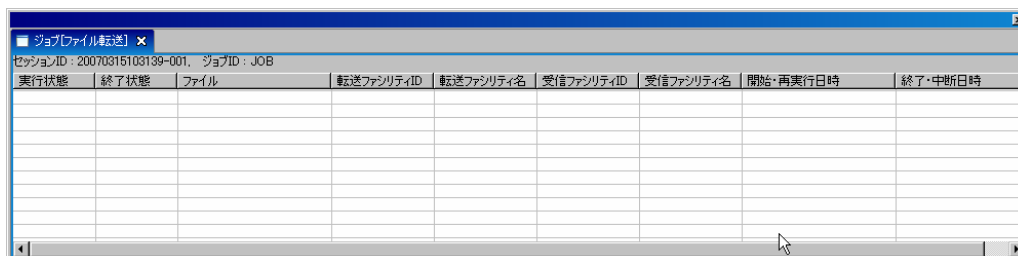 ジョブ[ファイル転送]
セッションID : 20070315103139-001, ジョブID : JOB
実行状態 終了状態 ファイル 転送ファシリティID 転送ファシリティ名 受信ファシリティID 受信ファシリティ名 開始・再実行日時 終了・中断日時